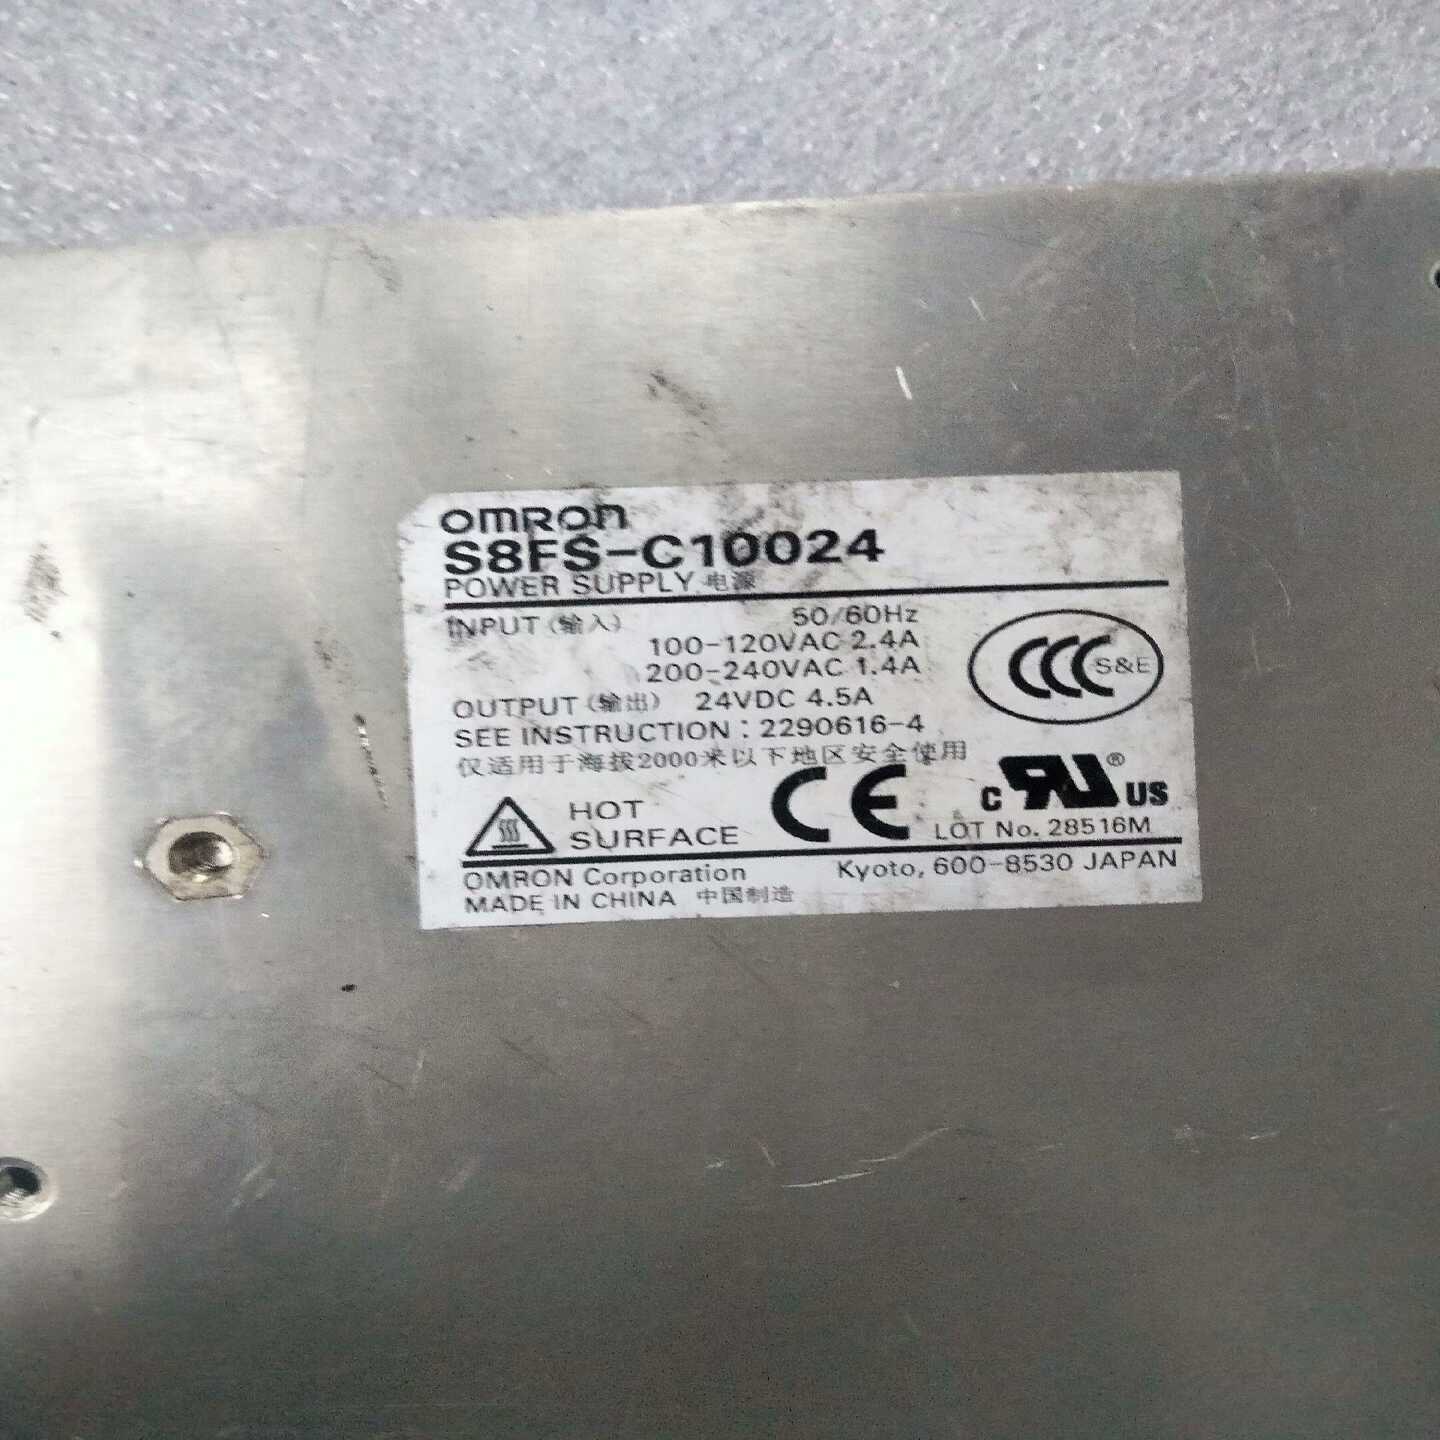 OMRON
S8FS-C10024
POWER SUPPLY 电源
INPUT (输入) 50/60Hz
100-120VAC 2.4A
200-240VAC 1.4A
OUTPUT (输出) 24VDC 4.5A
SEE INSTRUCTION : 2290616-4
仅适用于海拔2000米以下地区安全使用
CCC S&E
HOT
SURFACE
CE
c RU ® US
LOT No. 28516M
OMRON Corporation Kyoto, 600-8530 JAPAN
MADE IN CHINA 中国制造